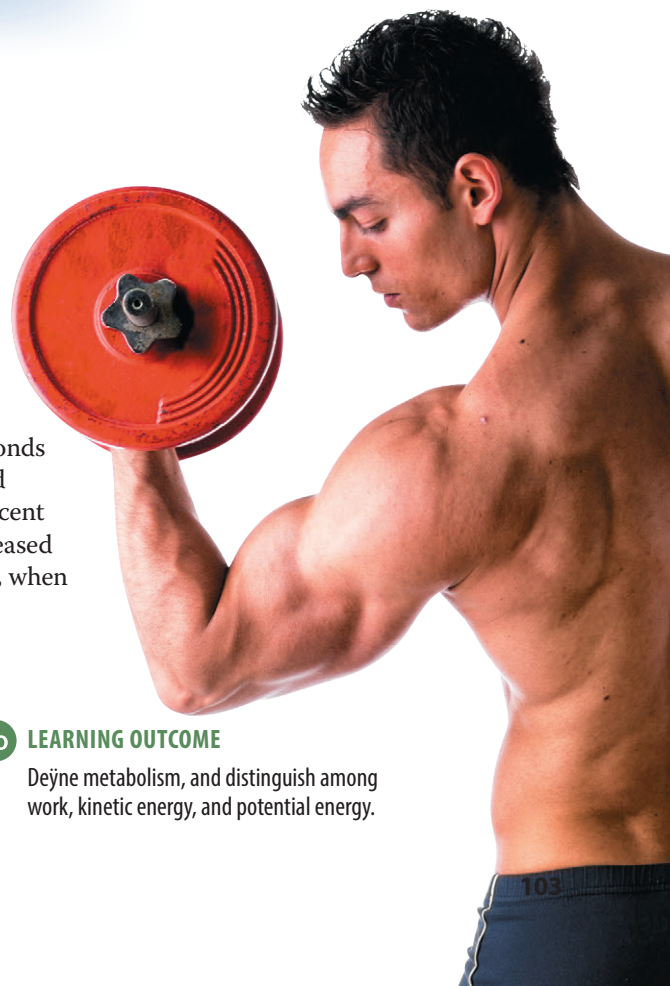 onds
d
cent
eased
, when
LEARNING OUTCOME
Deÿne metabolism, and distinguish among
work, kinetic energy, and potential energy.
103